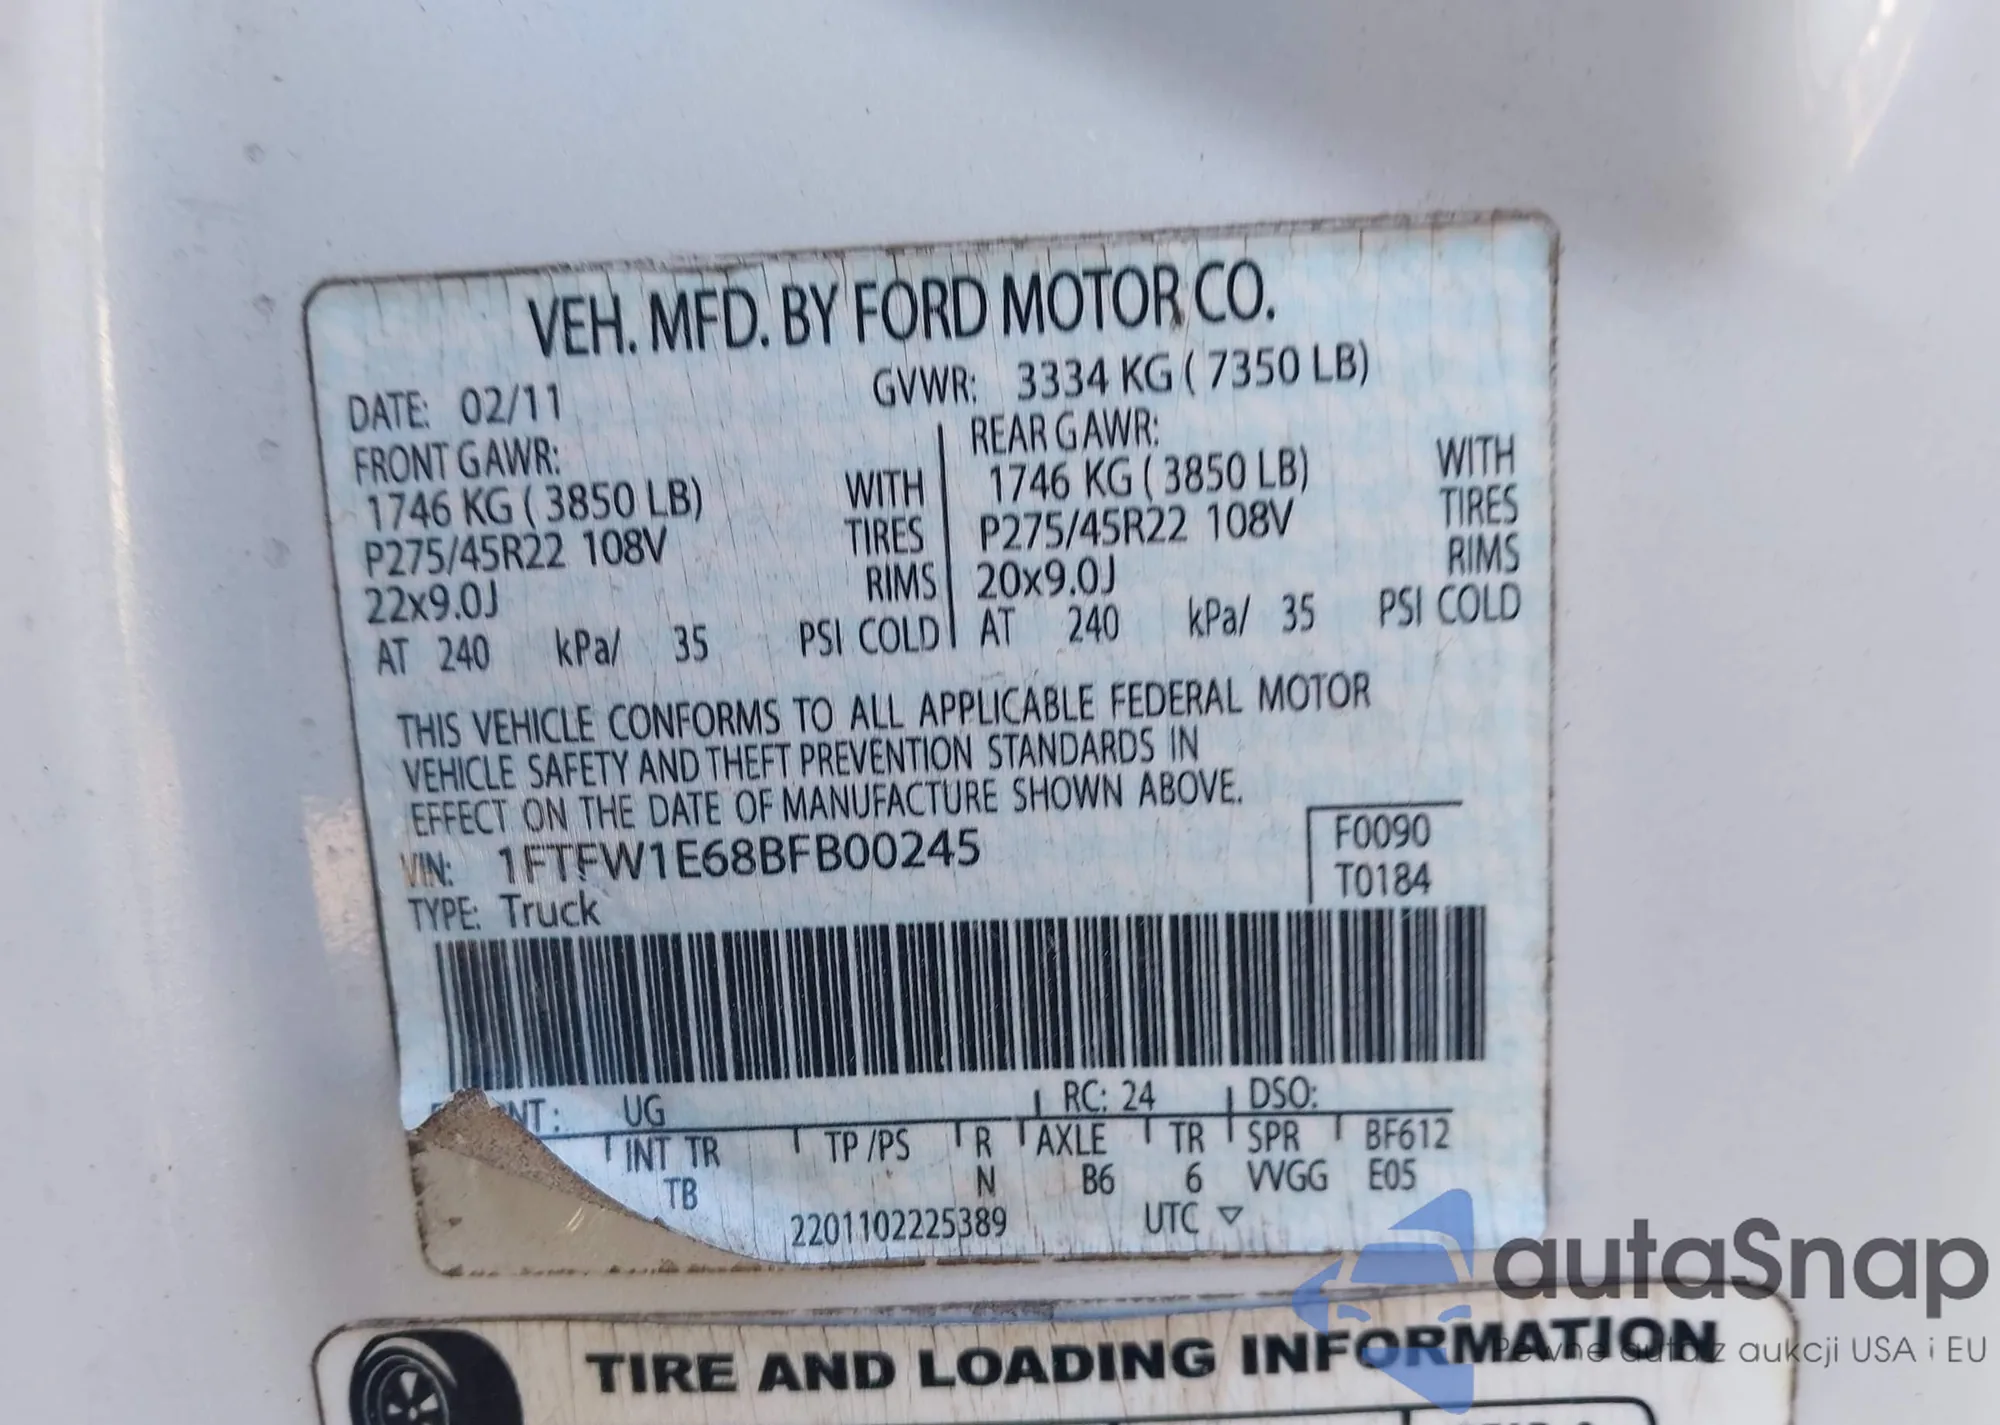 VEH. MFD. BY FORD MOTOR CO.
DATE: 02/11 GVWR: 3334 KG ( 7350 LB)
FRONT GAWR: REAR GAWR:
1746 KG ( 3850 LB) WITH 1746 KG ( 3850 LB) WITH
P275/45R22 108V TIRES P275/45R22 108V TIRES
22x9.0J RIMS 20x9.0J RIMS
AT 240 kPa/ 35 PSI COLD AT 240 kPa/ 35 PSI COLD
THIS VEHICLE CONFORMS TO ALL APPLICABLE FEDERAL MOTOR
VEHICLE SAFETY AND THEFT PREVENTION STANDARDS IN
EFFECT ON THE DATE OF MANUFACTURE SHOWN ABOVE.
VIN: 1FTFW1E68BFB00245 F0090
TYPE: Truck T0184
UG RC: 24 DSO:
INT TR TP /PS R AXLE TR SPR BF612
TB N B6 6 VVGG E05
2201102225389 UTC ▽
autaSnap
Pewne auta z aukcji USA i EU
TIRE AND LOADING INFORMATION